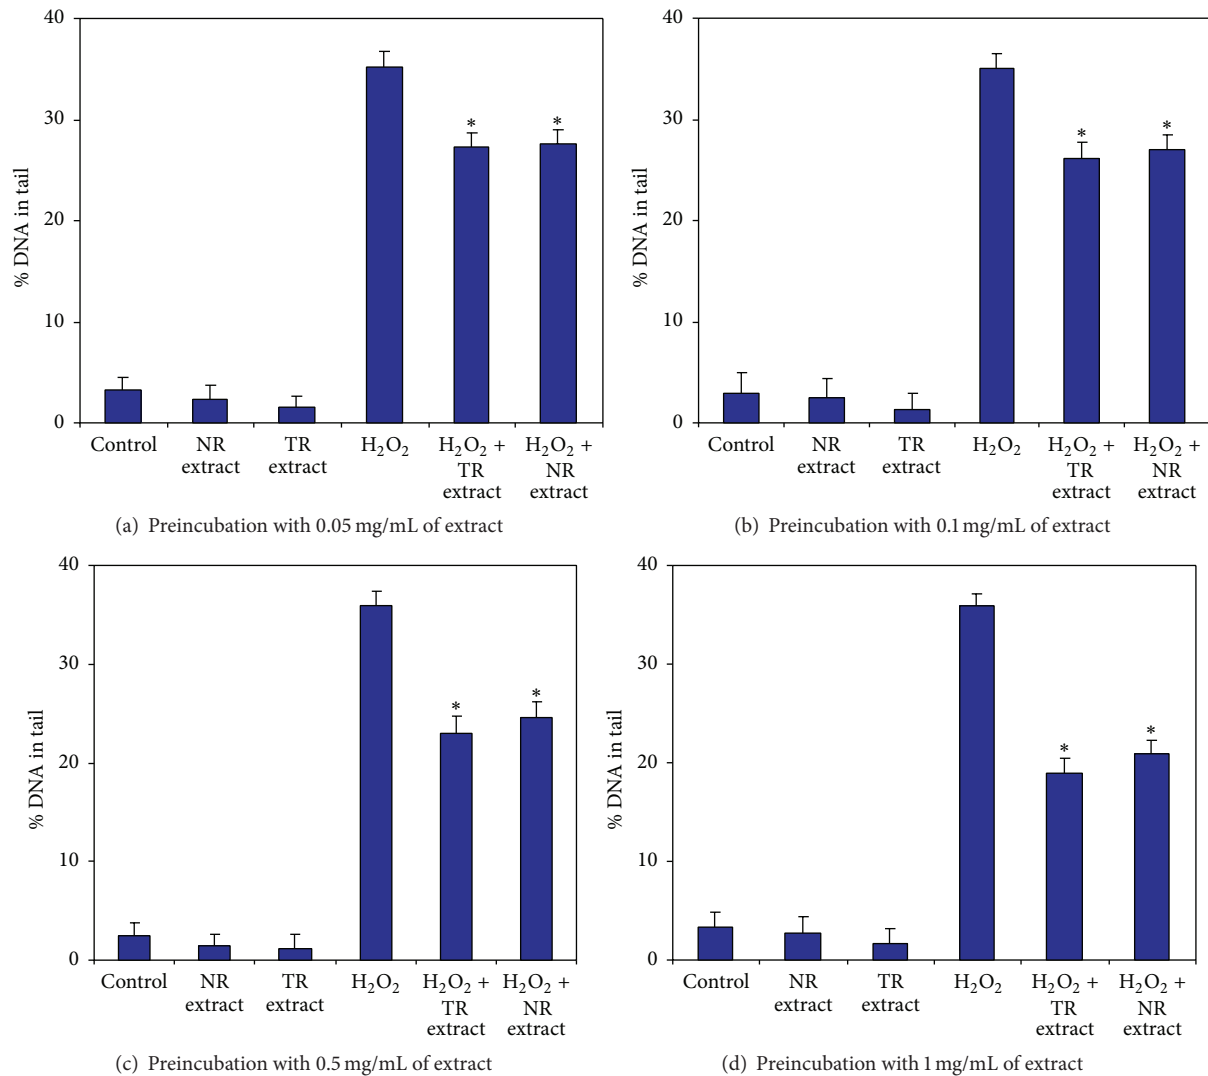 40
30
20
10
0
% DNA in tail
* *
Control NR TR H₂O₂ H₂O₂ + H₂O₂ +
extract extract TR NR
extract extract
(a) Preincubation with 0.05 mg/mL of extract
40
30
20
10
0
% DNA in tail
* *
Control NR TR H₂O₂ H₂O₂ + H₂O₂ +
extract extract TR NR
extract extract
(b) Preincubation with 0.1 mg/mL of extract
40
30
20
10
0
% DNA in tail
* *
Control NR TR H₂O₂ H₂O₂ + H₂O₂ +
extract extract TR NR
extract extract
(c) Preincubation with 0.5 mg/mL of extract
40
30
20
10
0
% DNA in tail
* *
Control NR TR H₂O₂ H₂O₂ + H₂O₂ +
extract extract TR NR
extract extract
(d) Preincubation with 1 mg/mL of extract